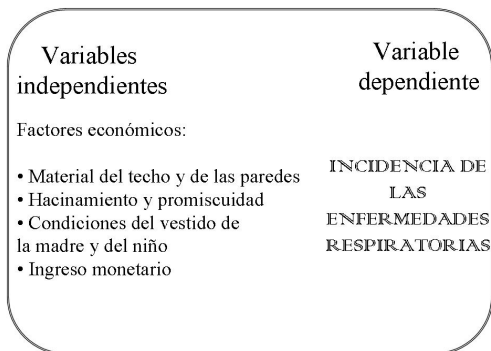 Variables
independientes
Factores económicos:
• Material del techo y de las paredes
• Hacinamiento y promiscuidad
• Condiciones del vestido de
la madre y del niño
• Ingreso monetario
Variable
dependiente
INCIDENCIA DE
LAS
ENFERMEDADES
RESPIRATORIAS